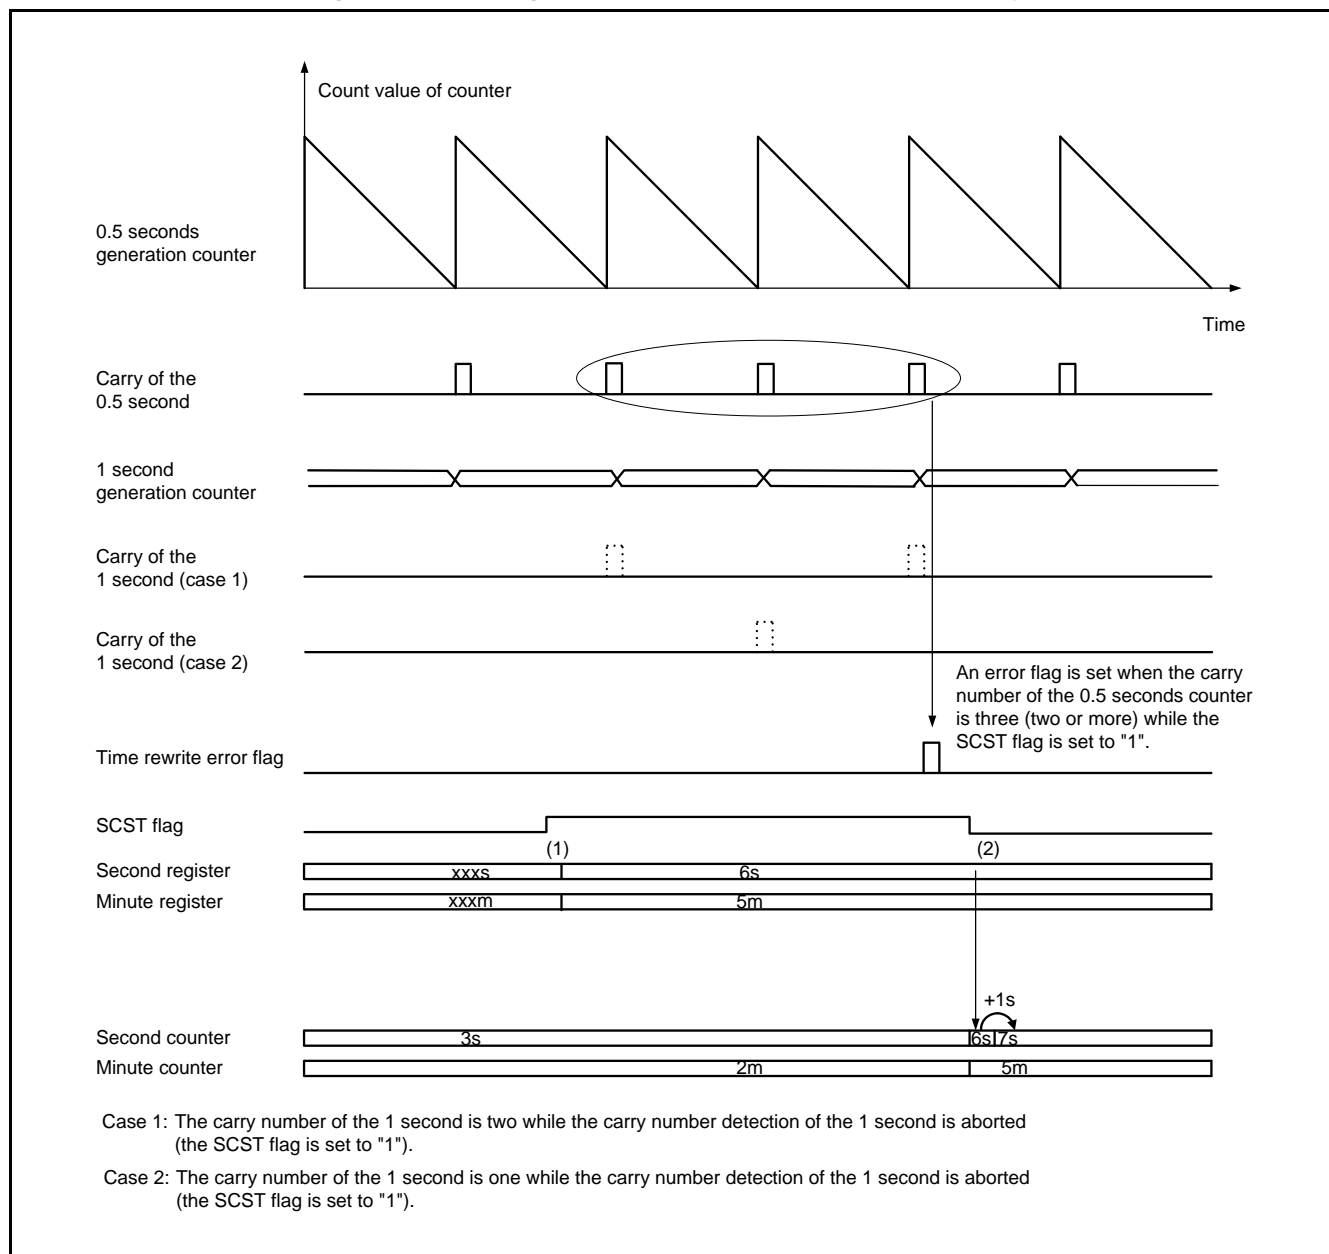 Count value of counter
0.5 seconds
generation counter
Time
Carry of the
0.5 second
1 second
generation counter
Carry of the
1 second (case 1)
Carry of the
1 second (case 2)
An error flag is set when the carry
number of the 0.5 seconds counter
is three (two or more) while the
SCST flag is set to "1".
Time rewrite error flag
SCST flag
(1)
(2)
Second register
xxxs
6s
Minute register
xxxm
5m
+1s
Second counter
3s
6s
7s
Minute counter
2m
5m
Case 1: The carry number of the 1 second is two while the carry number detection of the 1 second is aborted
(the SCST flag is set to "1").
Case 2: The carry number of the 1 second is one while the carry number detection of the 1 second is aborted
(the SCST flag is set to "1").